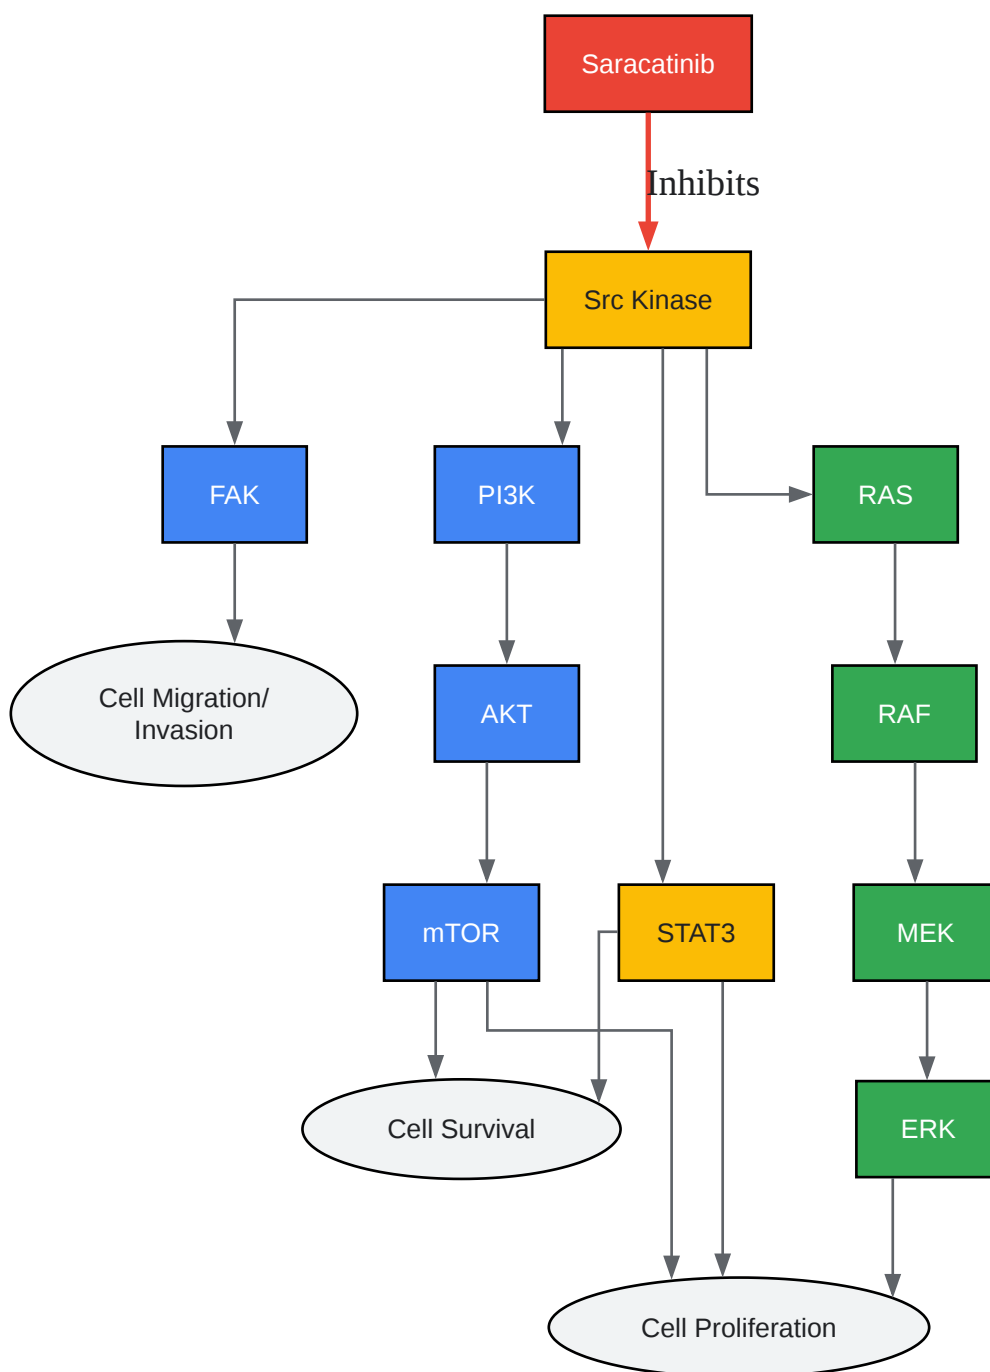 Saracatinib
Inhibits
Src Kinase
FAK
PI3K
RAS
Cell Migration/
Invasion
AKT
RAF
mTOR
STAT3
MEK
Cell Survival
ERK
Cell Proliferation